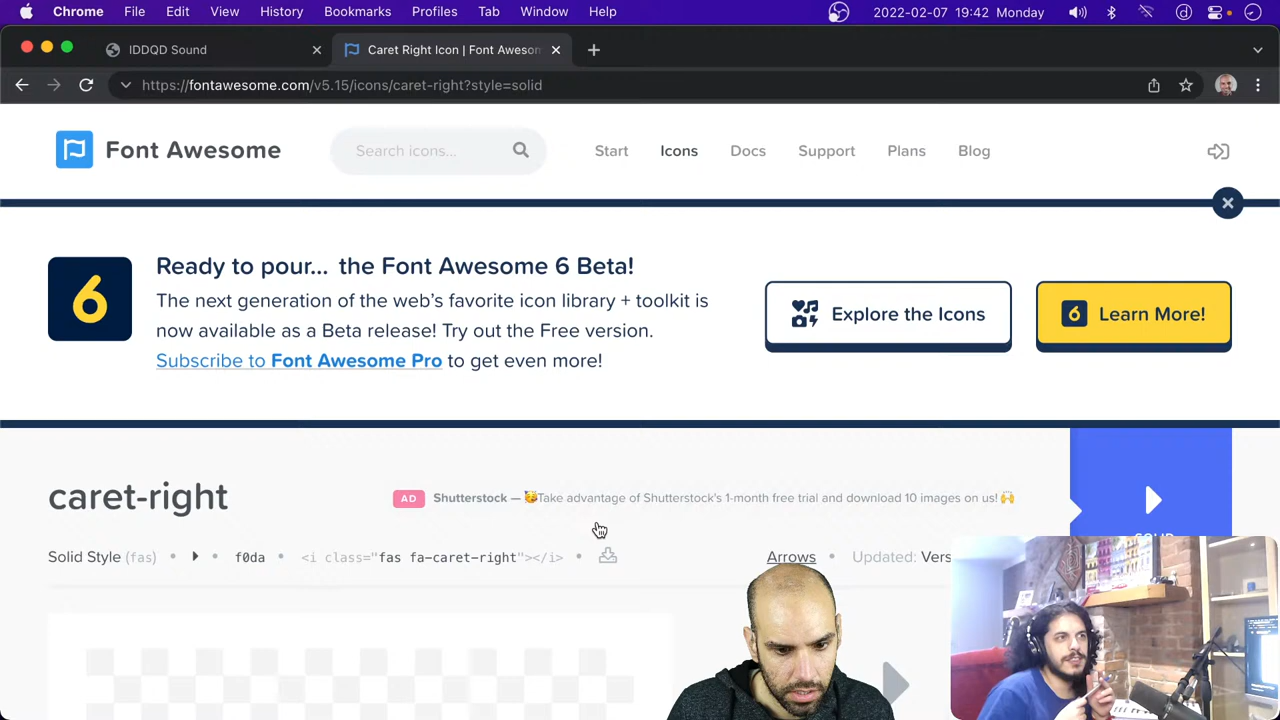 Chrome File Edit View History Bookmarks Profiles Tab Window Help 2022-02-07 19:42 Monday
IDDQD Sound Caret Right Icon | Font Aweson
https://fontawesome.com/v5.15/icons/caret-right?style=solid
Font Awesome Search icons... Start Icons Docs Support Plans Blog
6 Ready to pour... the Font Awesome 6 Beta!
The next generation of the web's favorite icon library + toolkit is
now available as a Beta release! Try out the Free version.
Subscribe to Font Awesome Pro to get even more!
Explore the Icons 6 Learn More!
caret-right AD Shutterstock — 🥳Take advantage of Shutterstock's 1-month free trial and download 10 images on us! 🙌
Solid Style (fas) • • f0da • <i class="fas fa-caret-right"></i> • Arrows • Updated: Vers